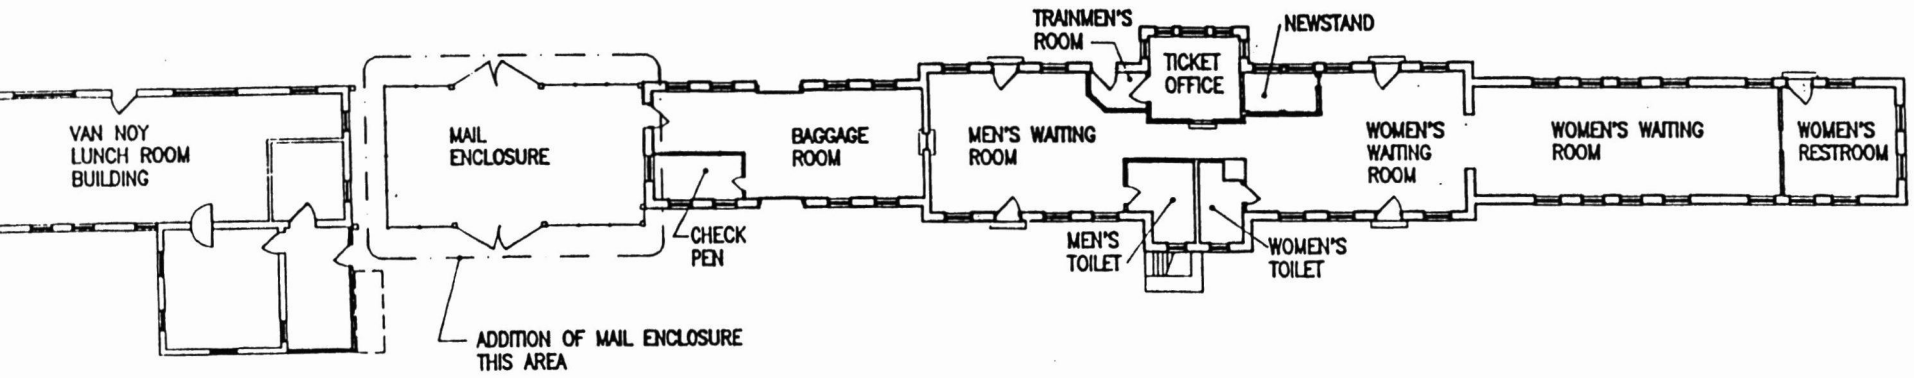 TRAINMEN'S
ROOM
NEWSTAND
TICKET
OFFICE
VAN NOY
LUNCH ROOM
BUILDING
MAIL
ENCLOSURE
BAGGAGE
ROOM
MEN'S WAITING
ROOM
WOMEN'S
WAITING
ROOM
WOMEN'S WAITING
ROOM
WOMEN'S
RESTROOM
CHECK
PEN
MEN'S
TOILET
WOMEN'S
TOILET
ADDITION OF MAIL ENCLOSURE
THIS AREA